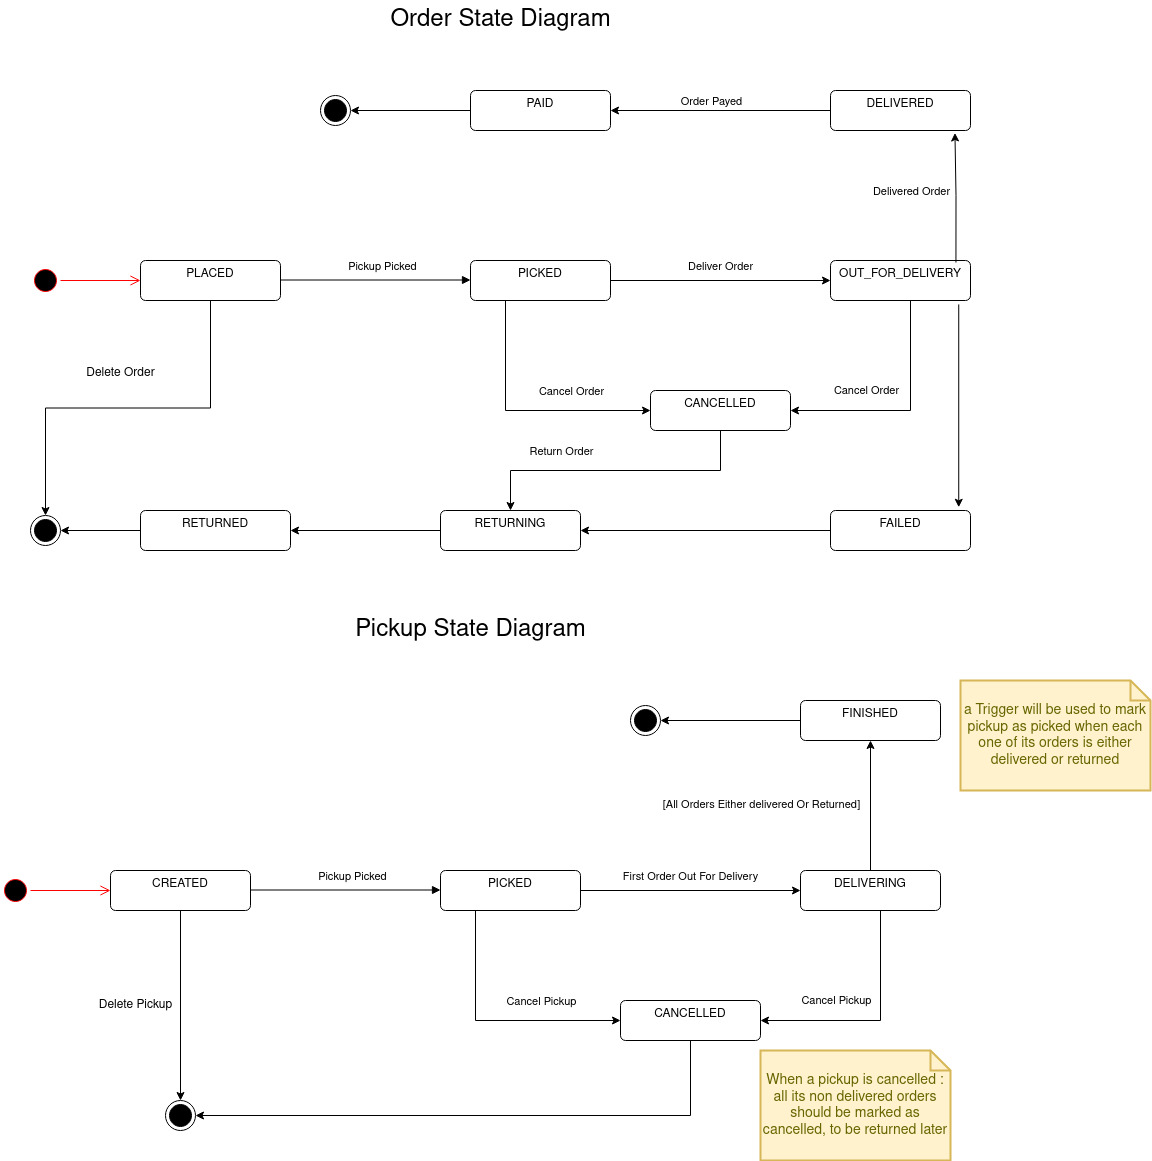 Order State Diagram
PAID
Order Payed
DELIVERED
Delivered Order
PLACED
Pickup Picked
PICKED
Deliver Order
OUT_FOR_DELIVERY
Delete Order
Cancel Order
CANCELLED
Cancel Order
Return Order
RETURNED
RETURNING
FAILED
Pickup State Diagram
FINISHED
a Trigger will be used to mark
pickup as picked when each
one of its orders is either
delivered or returned
[All Orders Either delivered Or Returned]
CREATED
Pickup Picked
PICKED
First Order Out For Delivery
DELIVERING
Delete Pickup
Cancel Pickup
CANCELLED
Cancel Pickup
When a pickup is cancelled :
all its non delivered orders
should be marked as
cancelled, to be returned later